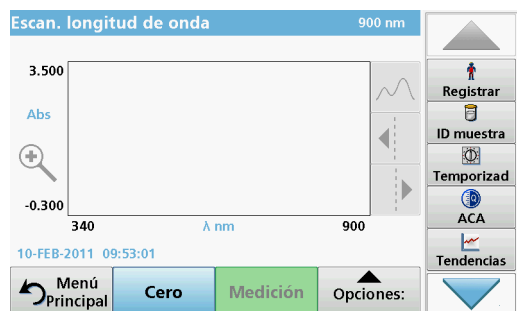 Escan. longitud de onda 900 nm
3.500
Abs
-0.300
340 λ nm 900
10-FEB-2011 09:53:01
Menú
Principal
Cero
Medición
Opciones:
Registrar
ID muestra
Temporizad
ACA
Tendencias